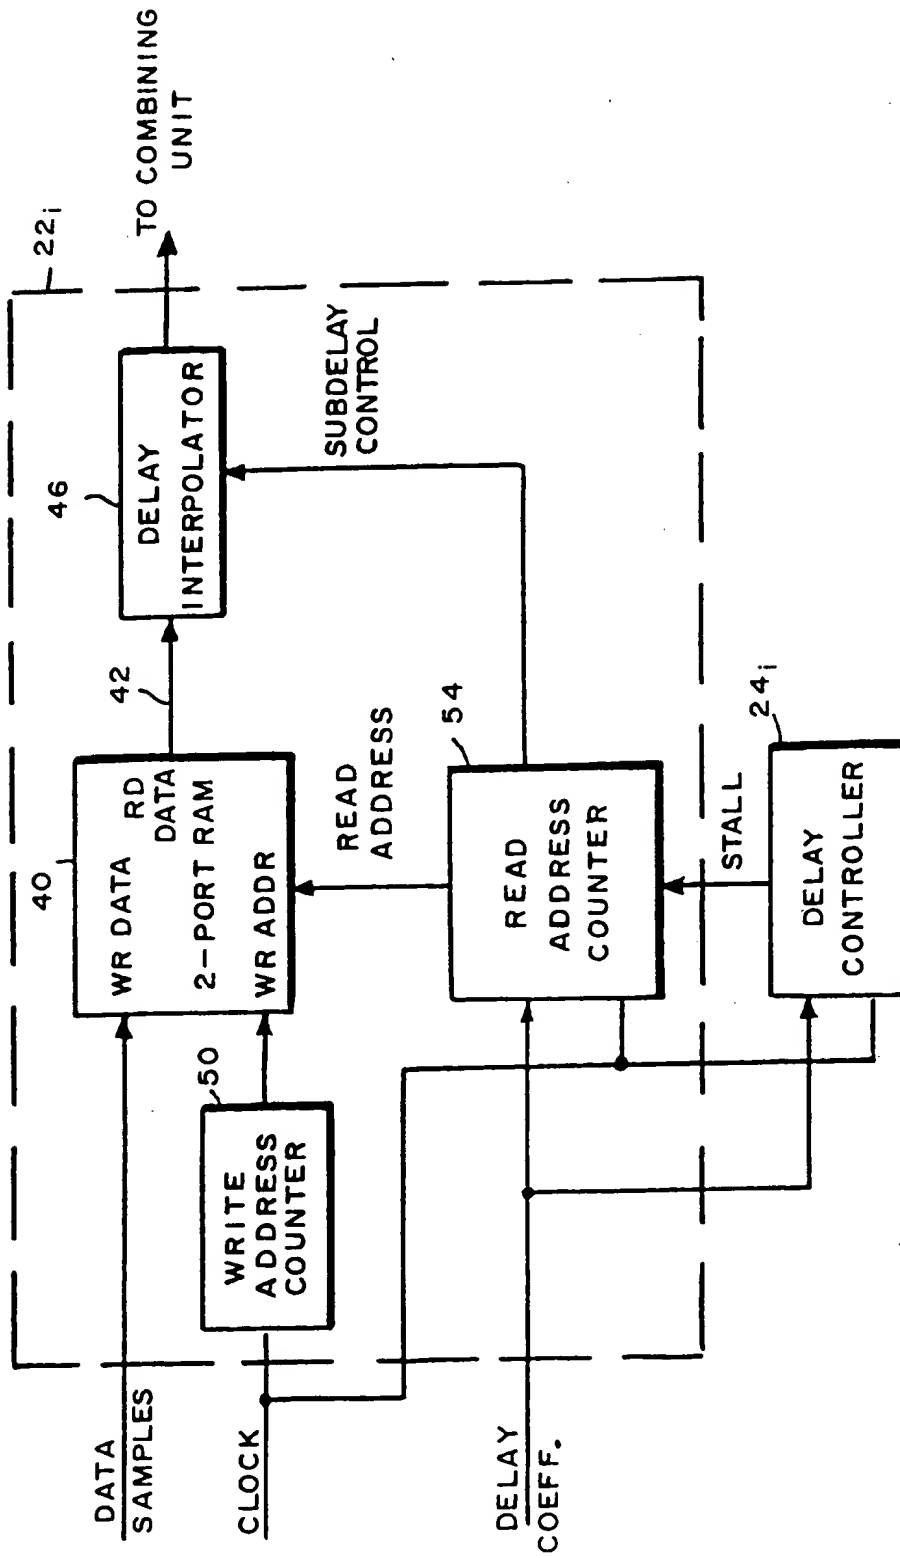 22i
TO COMBINING
UNIT
46
DELAY
INTERPOLATOR
SUBDELAY
CONTROL
42
40
WR DATA
RD
DATA
2-PORT RAM
WR ADDR
READ
ADDRESS
54
READ
ADDRESS
COUNTER
STALL
24i
DELAY
CONTROLLER
50
WRITE
ADDRESS
COUNTER
DATA
SAMPLES
CLOCK
DELAY
COEFF.